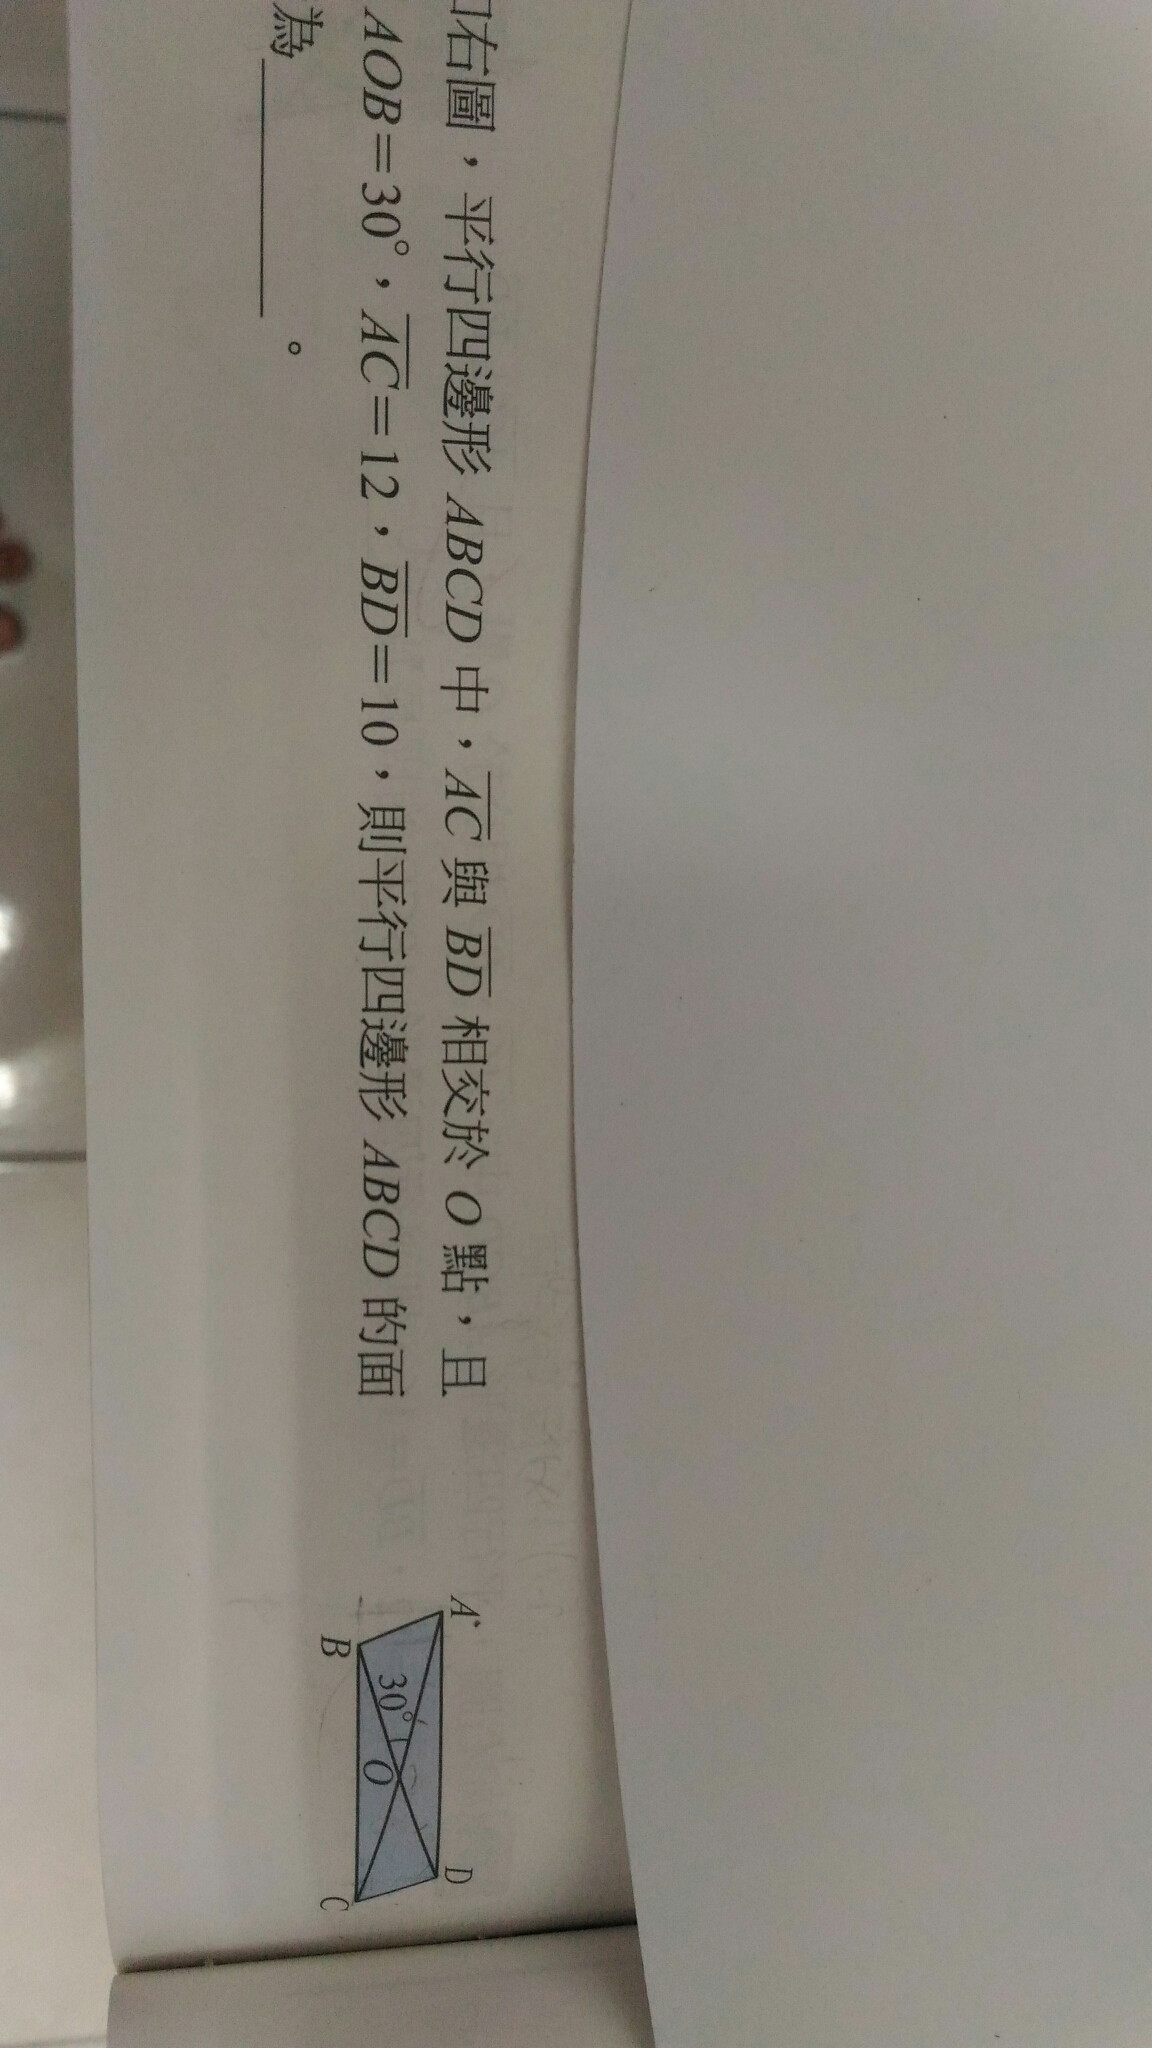 右圖，平行四邊形 ABCD 中，AC 與 BD 相交於 O 點，且
AOB=30°，AC=12，BD=10，則平行四邊形 ABCD 的面
為＿＿＿＿。
A
D
30°
O
B
C